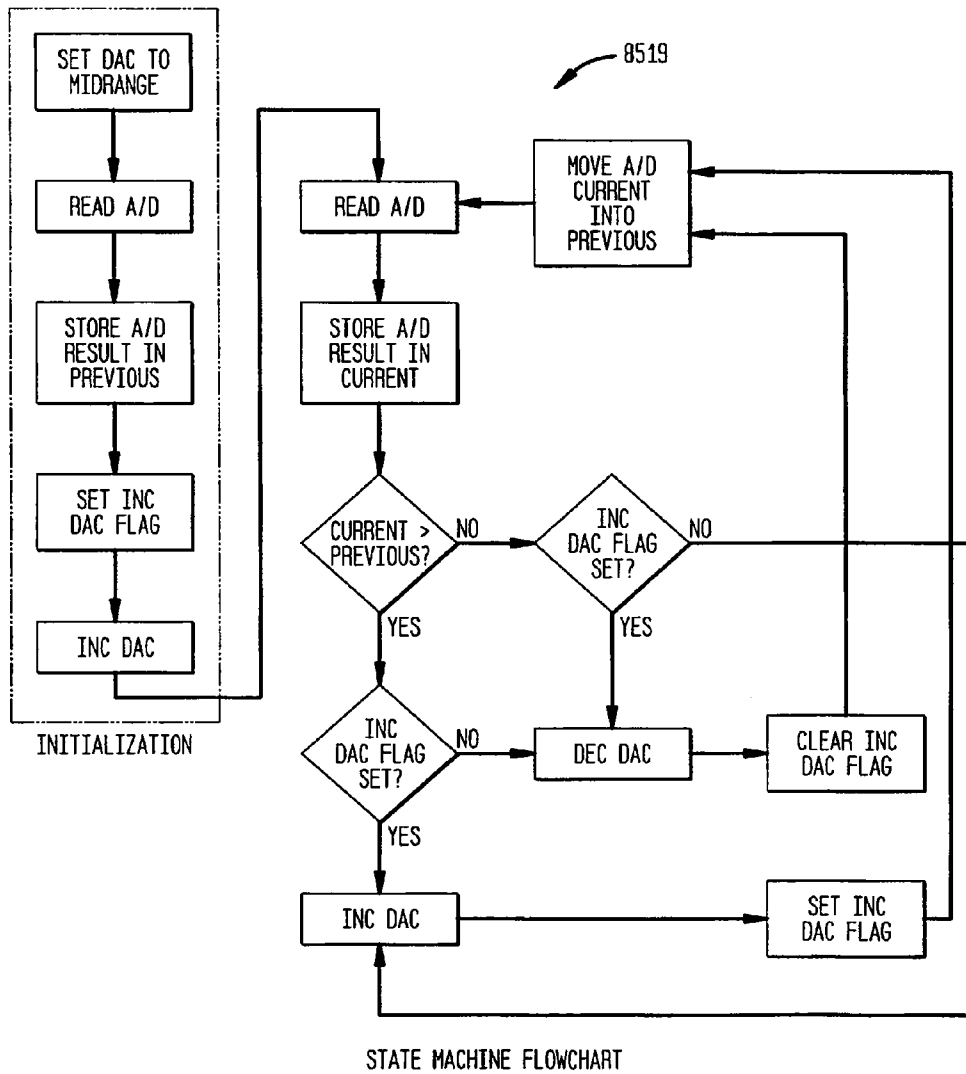 SET DAC TO
MIDRANGE
READ A/D
STORE A/D
RESULT IN
PREVIOUS
SET INC
DAC FLAG
INC DAC
INITIALIZATION
8519
READ A/D
MOVE A/D
CURRENT
INTO
PREVIOUS
STORE A/D
RESULT IN
CURRENT
CURRENT >
PREVIOUS?
NO
YES
INC
DAC FLAG
SET?
NO
YES
INC
DAC FLAG
SET?
NO
YES
DEC DAC
CLEAR INC
DAC FLAG
INC DAC
SET INC
DAC FLAG
STATE MACHINE FLOWCHART